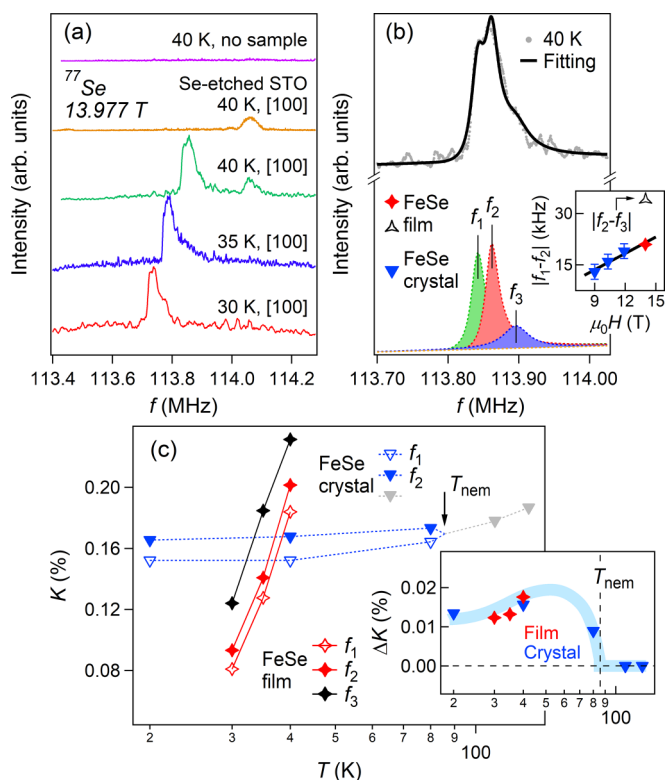 (a)
40 K, no sample
77Se
13.977 T
Se-etched STO
40 K, [100]
40 K, [100]
35 K, [100]
30 K, [100]
Intensity (arb. units)
113.4 113.6 113.8 114.0 114.2
f (MHz)
(b)
40 K
Fitting
Intensity (arb. units)
FeSe
film
FeSe
crystal
f1
f2
f3
|f2-f3|
|f1-f2| (kHz)
30
15
9 12 15
μ0H (T)
113.70 113.80 113.90 114.00
f (MHz)
(c)
FeSe
crystal
f1
f2
Tnem
K (%)
0.20
0.16
0.12
0.08
FeSe
film
f1
f2
f3
2 3 4 5 6 7 8 9 100
T (K)
ΔK (%)
0.02
0.01
0.00
Tnem
Film
Crystal
2 3 4 5 6 7 8 9 100